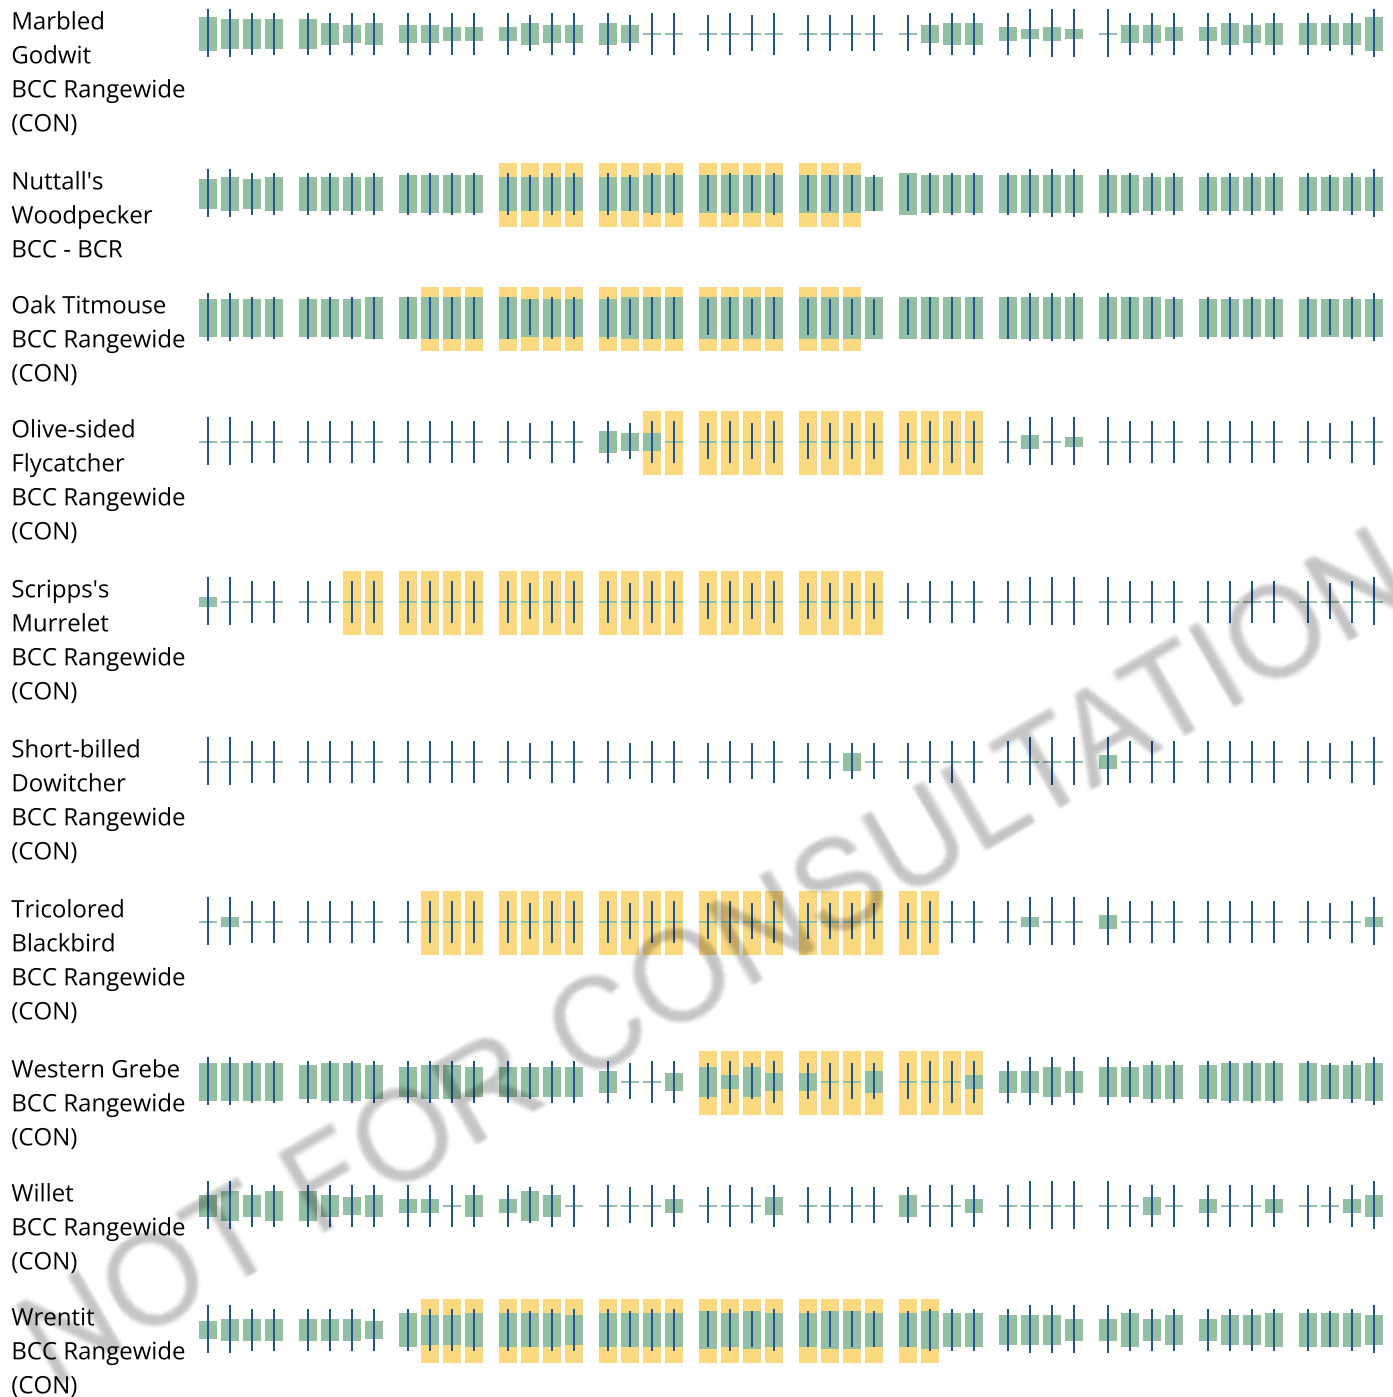 Marbled
Godwit
BCC Rangewide
(CON)
Nuttall's
Woodpecker
BCC - BCR
Oak Titmouse
BCC Rangewide
(CON)
Olive-sided
Flycatcher
BCC Rangewide
(CON)
Scripps's
Murrelet
BCC Rangewide
(CON)
Short-billed
Dowitcher
BCC Rangewide
(CON)
Tricolored
Blackbird
BCC Rangewide
(CON)
Western Grebe
BCC Rangewide
(CON)
Willet
BCC Rangewide
(CON)
Wrentit
BCC Rangewide
(CON)
NOT FOR CONSULTATION